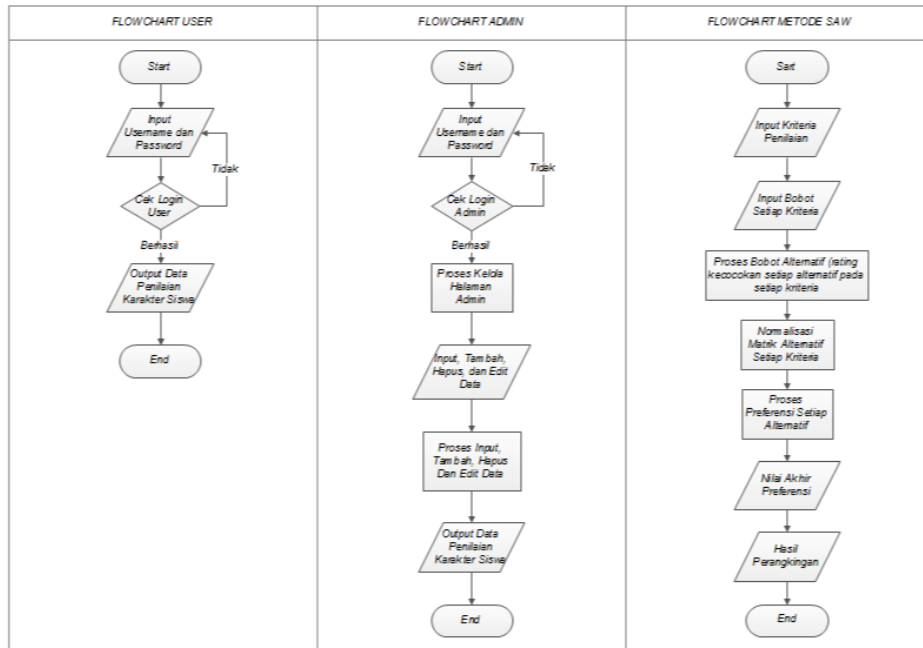 FLOWCHART USER
Start
Input
Username dan
Password
Tidak
Cek Login
User
Berhasil
Output Data
Penilaian
Karakter Siswa
End
FLOWCHART ADMIN
Start
Input
Username dan
Password
Tidak
Cek Login
Admin
Berhasil
Proses Kelola
Halaman
Admin
Input, Tambah,
Hapus, dan Edit
Data
Proses Input,
Tambah, Hapus
Dan Edit Data
Output Data
Penilaian
Karakter Siswa
End
FLOWCHART METODE SAW
Sart
Input Kriteria
Penilaian
Input Bobot
Setiap Kriteria
Proses Bobot Alternatif (rating
kecocokan setiap alternatif pada
setiap kriteria
Normalisasi
Matrik Alternatif
Setiap Kriteria
Proses
Preferensi Setiap
Alternatif
Nilai Akhir
Preferensi
Hasil
Perangkingan
End